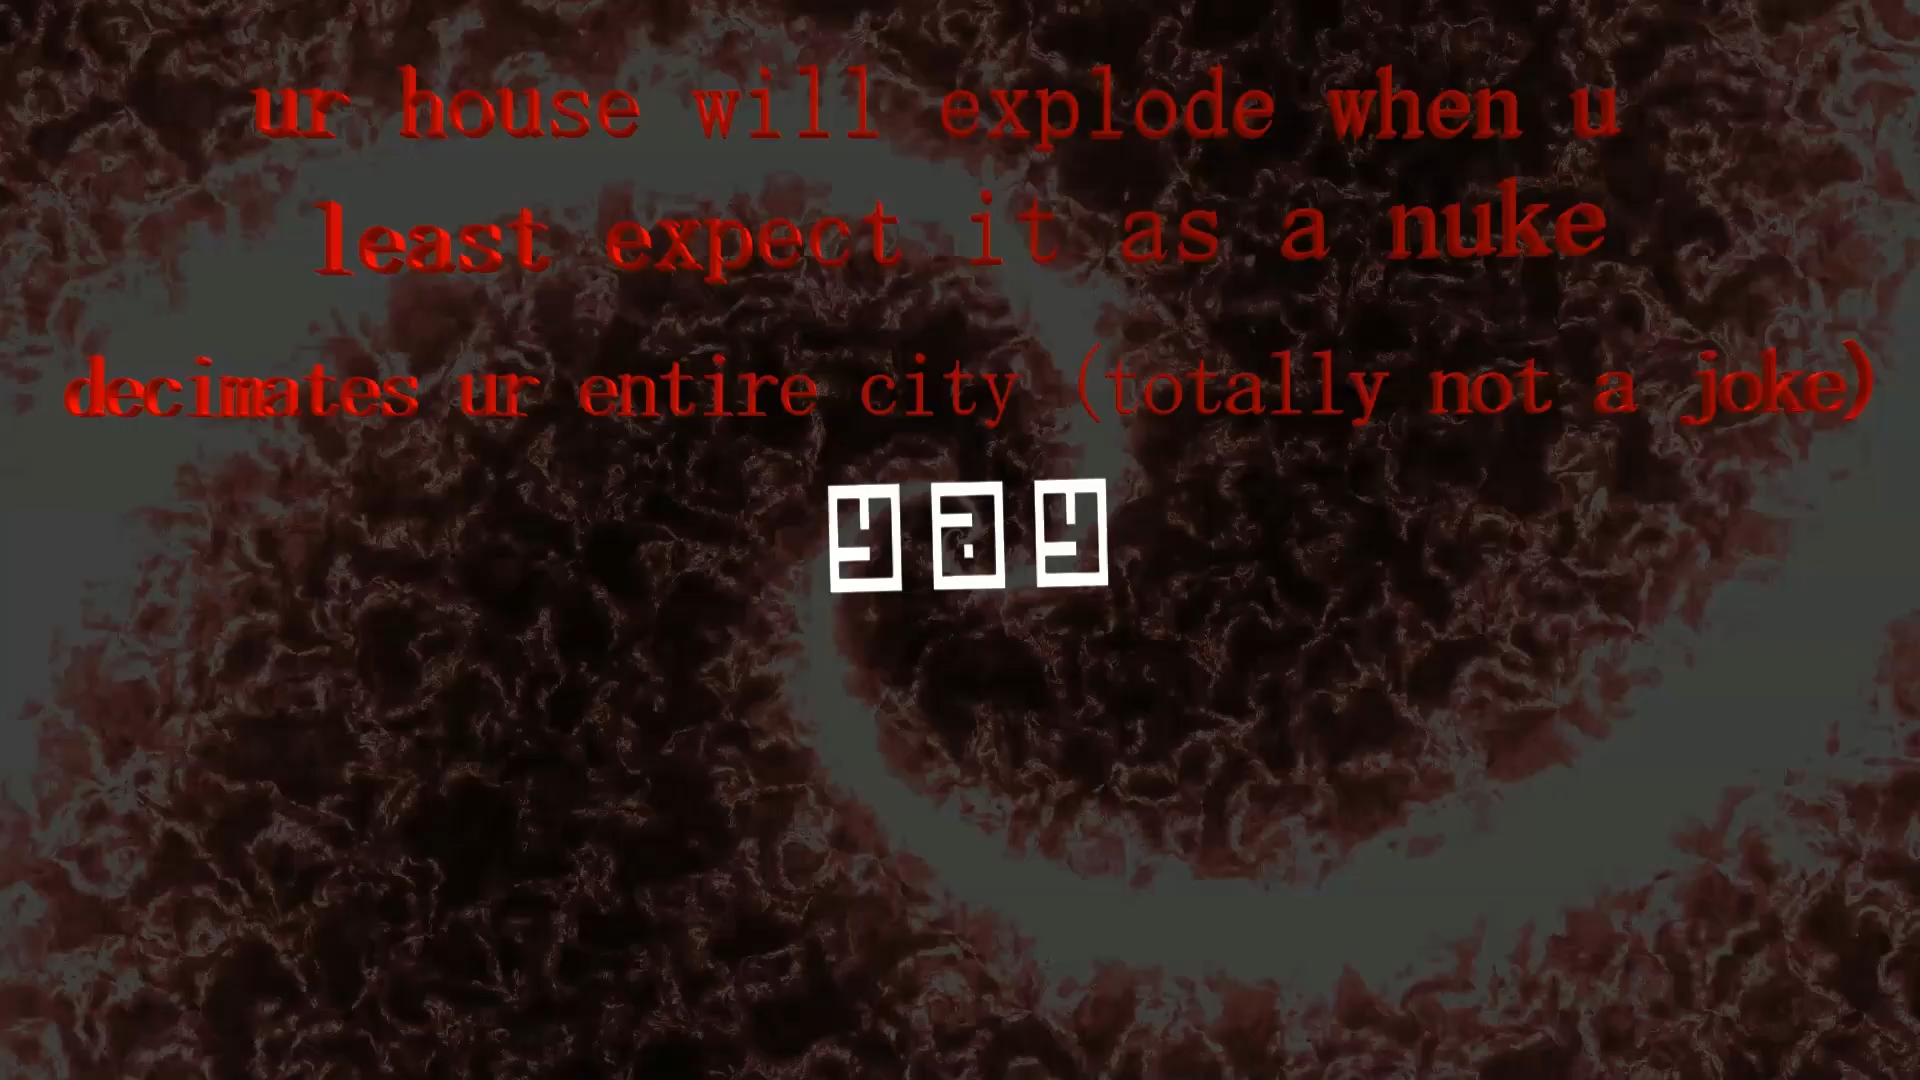 ur house will explode when u
least expect it as a nuke
decimates ur entire city (totally not a joke)
yay